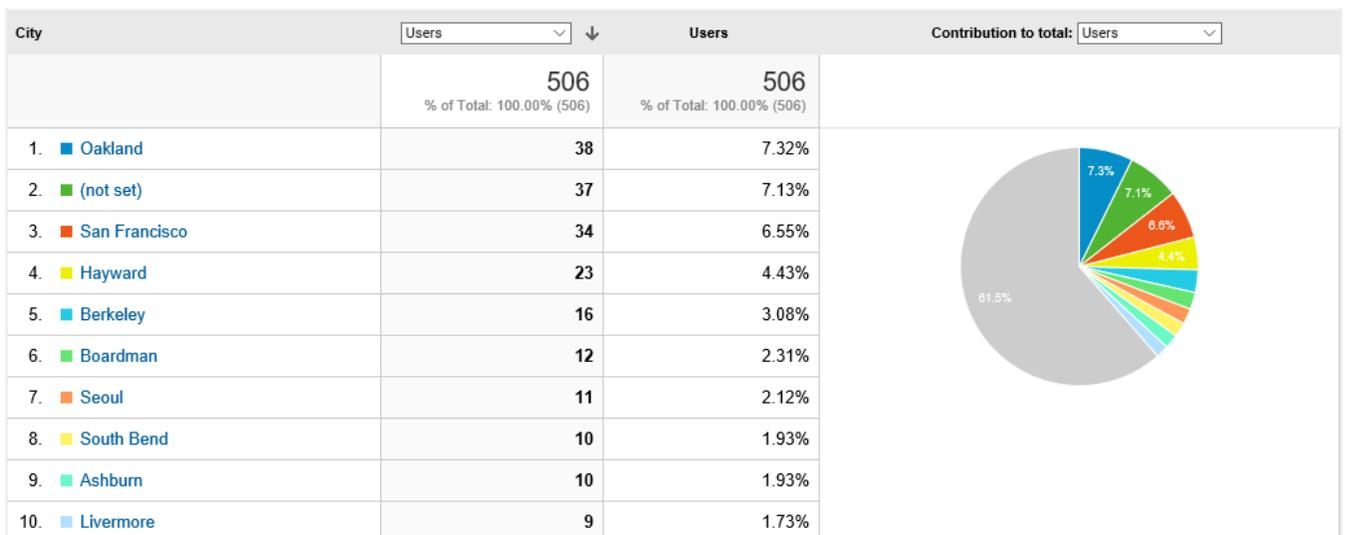 City Users Users Contribution to total: Users
506 506
% of Total: 100.00% (506) % of Total: 100.00% (506)
1. Oakland 38 7.32%
2. (not set) 37 7.13%
3. San Francisco 34 6.55%
4. Hayward 23 4.43%
5. Berkeley 16 3.08%
6. Boardman 12 2.31%
7. Seoul 11 2.12%
8. South Bend 10 1.93%
9. Ashburn 10 1.93%
10. Livermore 9 1.73%
7.3%
7.1%
6.6%
4.4%
61.5%